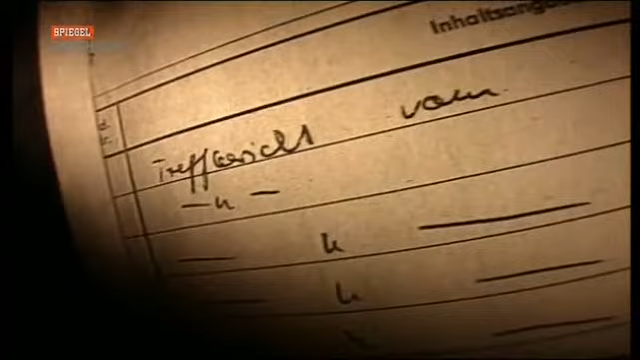 SPIEGEL
Inhaltsangabe
Treffbericht vom
— " —
"
"